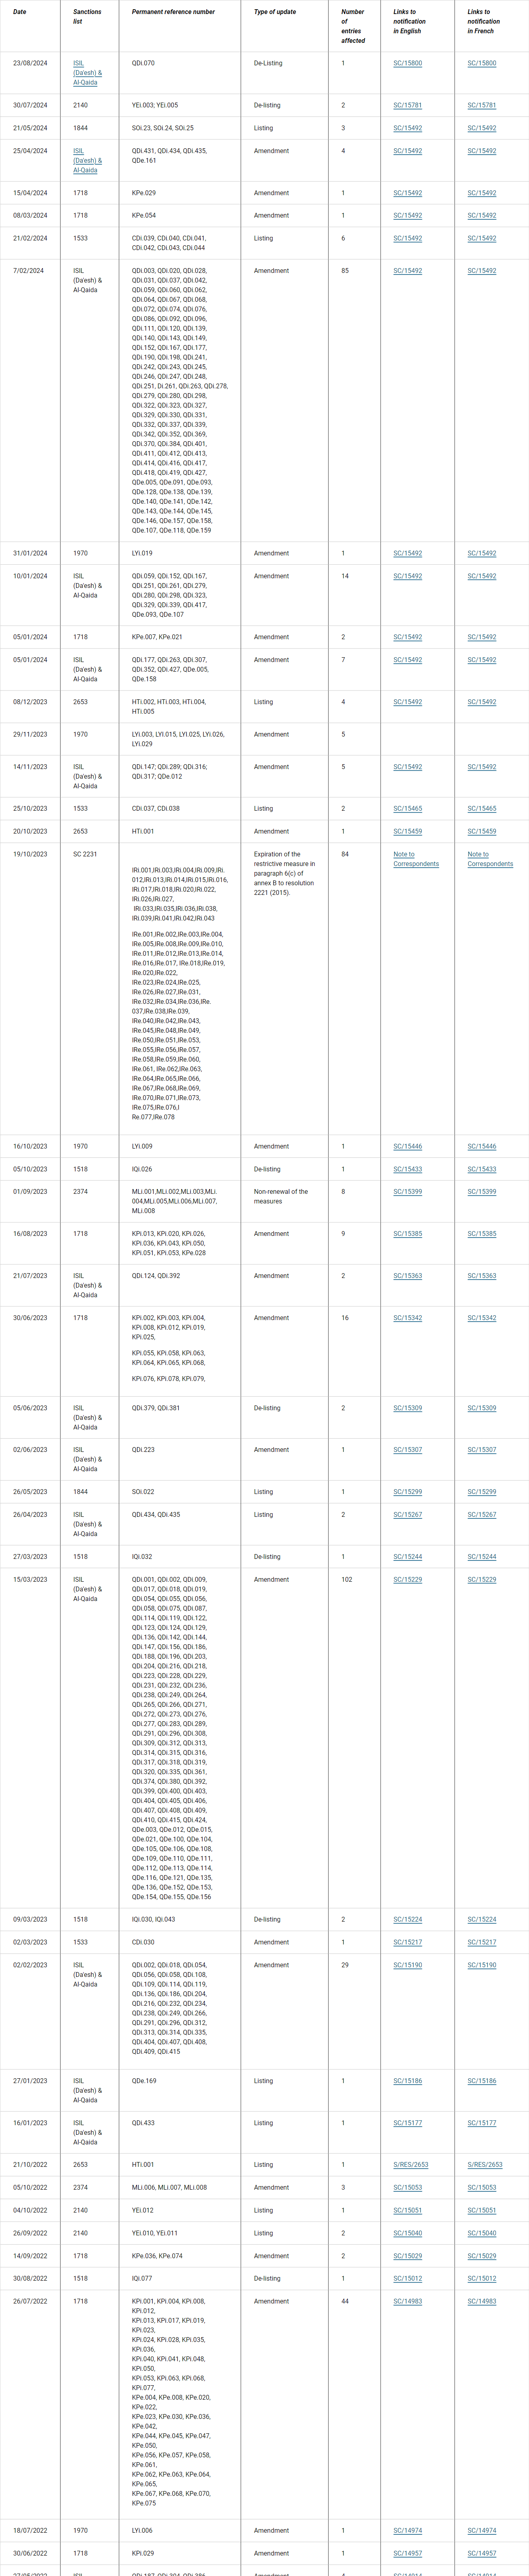 Date
Sanctions
list
Permanent reference number
Type of update
Number
of
entries
affected
Links to
notification
in English
Links to
notification
in French
23/08/2024
ISIL
(Da'esh) &
Al-Qaida
QDi.070
De-Listing
1
SC/15800
SC/15800
30/07/2024
2140
YEi.003; YEi.005
De-listing
2
SC/15781
SC/15781
21/05/2024
1844
SOi.23, SOi.24, SOi.25
Listing
3
SC/15492
SC/15492
25/04/2024
ISIL
(Da'esh) &
Al-Qaida
QDi.431, QDi.434, QDi.435,
QDe.161
Amendment
4
SC/15492
SC/15492
15/04/2024
1718
KPe.029
Amendment
1
SC/15492
SC/15492
08/03/2024
1718
KPe.054
Amendment
1
SC/15492
SC/15492
21/02/2024
1533
CDi.039, CDi.040, CDi.041,
CDi.042, CDi.043, CDi.044
Listing
6
SC/15492
SC/15492
7/02/2024
ISIL
(Da'esh) &
Al-Qaida
QDi.003, QDi.020, QDi.028,
QDi.031, QDi.037, QDi.042,
QDi.059, QDi.060, QDi.062,
QDi.064, QDi.067, QDi.068,
QDi.072, QDi.074, QDi.076,
QDi.086, QDi.092, QDi.096,
QDi.111, QDi.120, QDi.139,
QDi.140, QDi.143, QDi.149,
QDi.152, QDi.167, QDi.177,
QDi.190, QDi.198, QDi.241,
QDi.242, QDi.243, QDi.245,
QDi.246, QDi.247, QDi.248,
QDi.251, Di.261, QDi.263, QDi.278,
QDi.279, QDi.280, QDi.298,
QDi.322, QDi.323, QDi.327,
QDi.329, QDi.330, QDi.331,
QDi.332, QDi.337, QDi.339,
QDi.342, QDi.352, QDi.369,
QDi.370, QDi.384, QDi.401,
QDi.411, QDi.412, QDi.413,
QDi.414, QDi.416, QDi.417,
QDi.418, QDi.419, QDi.427,
QDe.005, QDe.091, QDe.093,
QDe.128, QDe.138, QDe.139,
QDe.140, QDe.141, QDe.142,
QDe.143, QDe.144, QDe.145,
QDe.146, QDe.157, QDe.158,
QDe.107, QDe.118, QDe.159
Amendment
85
SC/15492
SC/15492
31/01/2024
1970
LYi.019
Amendment
1
SC/15492
SC/15492
10/01/2024
ISIL
(Da'esh) &
Al-Qaida
QDi.059, QDi.152, QDi.167,
QDi.251, QDi.261, QDi.279,
QDi.280, QDi.298, QDi.323,
QDi.329, QDi.339, QDi.417,
QDe.093, QDe.107
Amendment
14
SC/15492
SC/15492
05/01/2024
1718
KPe.007, KPe.021
Amendment
2
SC/15492
SC/15492
05/01/2024
ISIL
(Da'esh) &
Al-Qaida
QDi.177, QDi.263, QDi.307,
QDi.352, QDi.427, QDe.005,
QDe.158
Amendment
7
SC/15492
SC/15492
08/12/2023
2653
HTi.002, HTi.003, HTi.004,
HTi.005
Listing
4
SC/15492
SC/15492
29/11/2023
1970
LYi.003, LYI.015, LYI.025, LYi.026,
LYi.029
Amendment
5
14/11/2023
ISIL
(Da'esh) &
Al-Qaida
QDi.147; QDi.289; QDi.316;
QDi.317; QDe.012
Amendment
5
SC/15492
SC/15492
25/10/2023
1533
CDi.037, CDi.038
Listing
2
SC/15465
SC/15465
20/10/2023
2653
HTi.001
Amendment
1
SC/15459
SC/15459
19/10/2023
SC 2231
IRi.001,IRi.003,IRi.004,IRi.009,IRi.
012,IRi.013,IRi.014,IRi.015,IRi.016,
IRi.017,IRi.018,IRi.020,IRi.022,
IRi.026,IRi.027,
IRi.033,IRi.035,IRi.036,IRi.038,
IRi.039,IRi.041,IRi.042,IRi.043
IRe.001,IRe.002,IRe.003,IRe.004,
IRe.005,IRe.008,IRe.009,IRe.010,
IRe.011,IRe.012,IRe.013,IRe.014,
IRe.016,IRe.017, IRe.018,IRe.019,
IRe.020,IRe.022,
IRe.023,IRe.024,IRe.025,
IRe.026,IRe.027,IRe.031,
IRe.032,IRe.034,IRe.036,IRe.
037,IRe.038,IRe.039,
IRe.040,IRe.042,IRe.043,
IRe.045,IRe.048,IRe.049,
IRe.050,IRe.051,IRe.053,
IRe.055,IRe.056,IRe.057,
IRe.058,IRe.059,IRe.060,
IRe.061, IRe.062,IRe.063,
IRe.064,IRe.065,IRe.066,
IRe.067,IRe.068,IRe.069,
IRe.070,IRe.071,IRe.073,
IRe.075,IRe.076,I
Re.077,IRe.078
Expiration of the
restrictive measure in
paragraph 6(c) of
annex B to resolution
2221 (2015).
84
Note to
Correspondents
Note to
Correspondents
16/10/2023
1970
LYi.009
Amendment
1
SC/15446
SC/15446
05/10/2023
1518
IQi.026
De-listing
1
SC/15433
SC/15433
01/09/2023
2374
MLi.001,MLi.002,MLi.003,MLi.
004,MLi.005,MLi.006,MLi.007,
MLi.008
Non-renewal of the
measures
8
SC/15399
SC/15399
16/08/2023
1718
KPi.013, KPi.020, KPi.026,
KPi.036, KPi.043, KPi.050,
KPi.051, KPi.053, KPe.028
Amendment
9
SC/15385
SC/15385
21/07/2023
ISIL
(Da'esh) &
Al-Qaida
QDi.124, QDi.392
Amendment
2
SC/15363
SC/15363
30/06/2023
1718
KPi.002, KPi.003, KPi.004,
KPi.008, KPi.012, KPi.019,
KPi.025,
KPi.055, KPi.058, KPi.063,
KPi.064, KPi.065, KPi.068,
KPi.076, KPi.078, KPi.079,
Amendment
16
SC/15342
SC/15342
05/06/2023
ISIL
(Da'esh) &
Al-Qaida
QDi.379, QDi.381
De-listing
2
SC/15309
SC/15309
02/06/2023
ISIL
(Da'esh) &
Al-Qaida
QDi.223
Amendment
1
SC/15307
SC/15307
26/05/2023
1844
SOi.022
Listing
1
SC/15299
SC/15299
26/04/2023
ISIL
(Da'esh) &
Al-Qaida
QDi.434, QDi.435
Listing
2
SC/15267
SC/15267
27/03/2023
1518
IQi.032
De-listing
1
SC/15244
SC/15244
15/03/2023
ISIL
(Da'esh) &
Al-Qaida
QDi.001, QDi.002, QDi.009,
QDi.017, QDi.018, QDi.019,
QDi.054, QDi.055, QDi.056,
QDi.058, QDi.075, QDi.087,
QDi.114, QDi.119, QDi.122,
QDi.123, QDi.124, QDi.129,
QDi.136, QDi.142, QDi.144,
QDi.147, QDi.156, QDi.186,
QDi.188, QDi.196, QDi.203,
QDi.204, QDi.216, QDi.218,
QDi.223, QDi.228, QDi.229,
QDi.231, QDi.232, QDi.236,
QDi.238, QDi.249, QDi.264,
QDi.265, QDi.266, QDi.271,
QDi.272, QDi.273, QDi.276,
QDi.277, QDi.283, QDi.289,
QDi.291, QDi.296, QDi.308,
QDi.309, QDi.312, QDi.313,
QDi.314, QDi.315, QDi.316,
QDi.317, QDi.318, QDi.319,
QDi.320, QDi.335, QDi.361,
QDi.374, QDi.380, QDi.392,
QDi.399, QDi.400, QDi.403,
QDi.404, QDi.405, QDi.406,
QDi.407, QDi.408, QDi.409,
QDi.410, QDi.415, QDi.424,
QDe.003, QDe.012, QDe.015,
QDe.021, QDe.100, QDe.104,
QDe.105, QDe.106, QDe.108,
QDe.109, QDe.110, QDe.111,
QDe.112, QDe.113, QDe.114,
QDe.116, QDe.121, QDe.135,
QDe.136, QDe.152, QDe.153,
QDe.154, QDe.155, QDe.156
Amendment
102
SC/15229
SC/15229
09/03/2023
1518
IQi.030, IQi.043
De-listing
2
SC/15224
SC/15224
02/03/2023
1533
CDi.030
Amendment
1
SC/15217
SC/15217
02/02/2023
ISIL
(Da'esh) &
Al-Qaida
QDi.002, QDi.018, QDi.054,
QDi.056, QDi.058, QDi.108,
QDi.109, QDi.114, QDi.119,
QDi.136, QDi.186, QDi.204,
QDi.216, QDi.232, QDi.234,
QDi.238, QDi.249, QDi.266,
QDi.291, QDi.296, QDi.312,
QDi.313, QDi.314, QDi.335,
QDi.404, QDi.407, QDi.408,
QDi.409, QDi.415
Amendment
29
SC/15190
SC/15190
27/01/2023
ISIL
(Da'esh) &
Al-Qaida
QDe.169
Listing
1
SC/15186
SC/15186
16/01/2023
ISIL
(Da'esh) &
Al-Qaida
QDi.433
Listing
1
SC/15177
SC/15177
21/10/2022
2653
HTi.001
Listing
1
S/RES/2653
S/RES/2653
05/10/2022
2374
MLi.006, MLi.007, MLi.008
Amendment
3
SC/15053
SC/15053
04/10/2022
2140
YEi.012
Listing
1
SC/15051
SC/15051
26/09/2022
2140
YEi.010, YEi.011
Listing
2
SC/15040
SC/15040
14/09/2022
1718
KPe.036, KPe.074
Amendment
2
SC/15029
SC/15029
30/08/2022
1518
IQi.077
De-listing
1
SC/15012
SC/15012
26/07/2022
1718
KPi.001, KPi.004, KPi.008,
KPi.012,
KPi.013, KPi.017, KPi.019,
KPi.023,
KPi.024, KPi.028, KPi.035,
KPi.036,
KPi.040, KPi.041, KPi.048,
KPi.050,
KPi.053, KPi.063, KPi.068,
KPi.077,
KPe.004, KPe.008, KPe.020,
KPe.022,
KPe.023, KPe.030, KPe.036,
KPe.042,
KPe.044, KPe.045, KPe.047,
KPe.050,
KPe.056, KPe.057, KPe.058,
KPe.061,
KPe.062, KPe.063, KPe.064,
KPe.065,
KPe.067, KPe.068, KPe.070,
KPe.075
Amendment
44
SC/14983
SC/14983
18/07/2022
1970
LYi.006
Amendment
1
SC/14974
SC/14974
30/06/2022
1718
KPi.029
Amendment
1
SC/14957
SC/14957